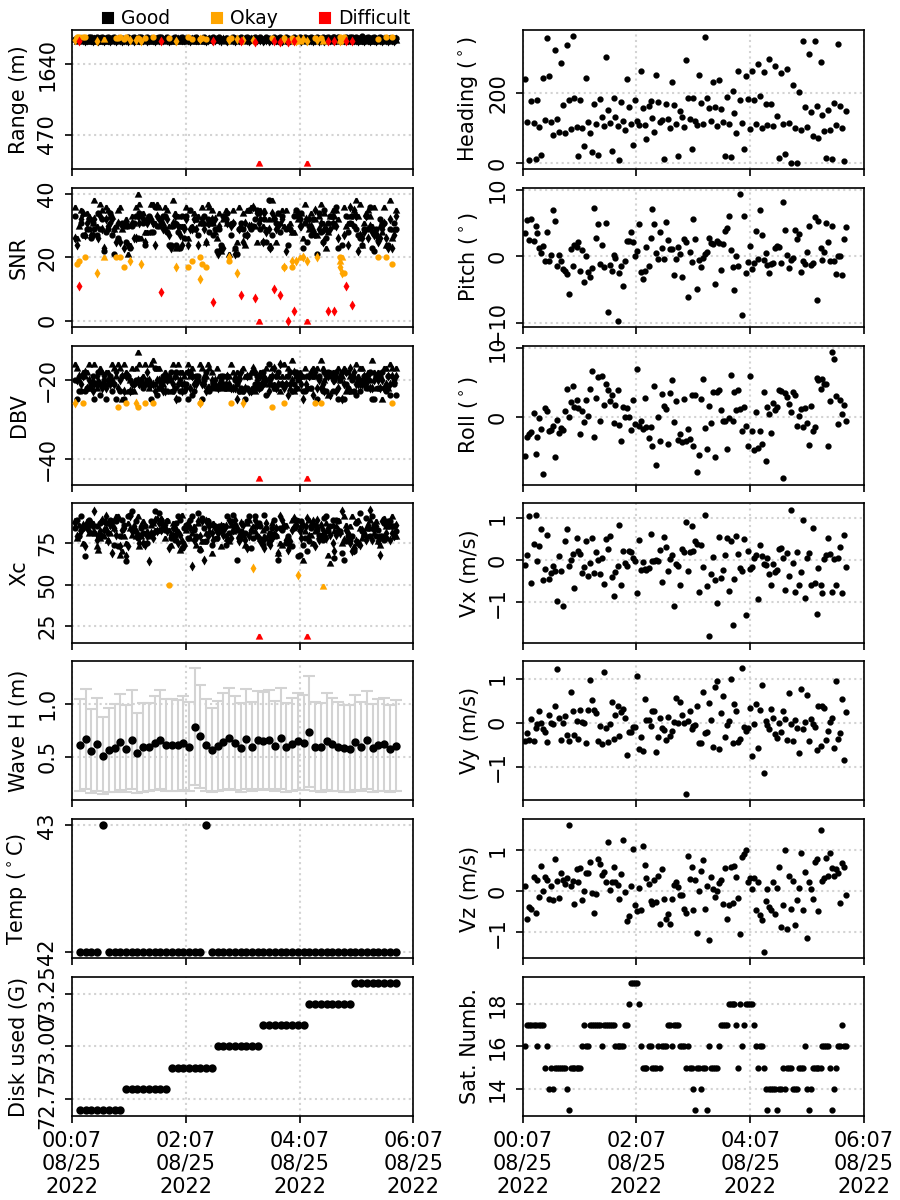 Good Okay Difficult
Range (m)
1640
470
Heading (°)
200
0
SNR
40
20
0
Pitch (°)
10
0
−10
DBV
−20
−40
Roll (°)
10
0
Xc
75
50
25
Vx (m/s)
1
0
−1
Wave H (m)
1.0
0.5
Vy (m/s)
1
0
−1
Temp (°C)
43
42
Vz (m/s)
1
0
−1
Disk used (G)
73.25
73.00
72.75
Sat. Numb.
18
16
14
00:07 02:07 04:07 06:07
08/25 08/25 08/25 08/25
2022 2022 2022 2022
00:07 02:07 04:07 06:07
08/25 08/25 08/25 08/25
2022 2022 2022 2022